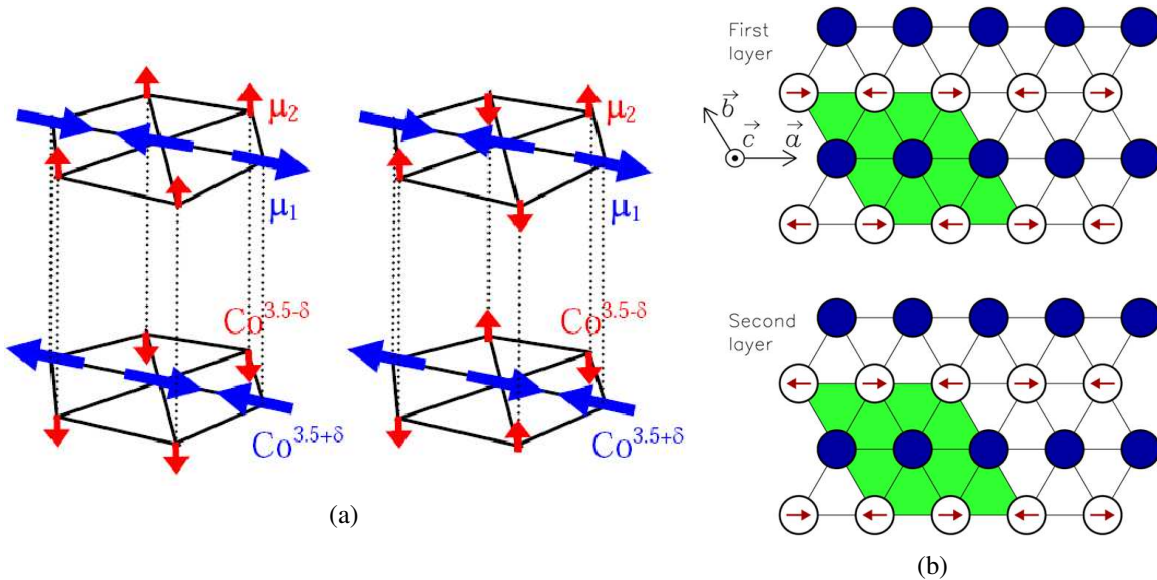 μ₂
μ₁
Co³·⁵⁻ᵟ
Co³·⁵⁺ᵟ
μ₂
μ₁
Co³·⁵⁻ᵟ
Co³·⁵⁺ᵟ
(a)
First
layer
b⃗
c⃗
a⃗
Second
layer
(b)